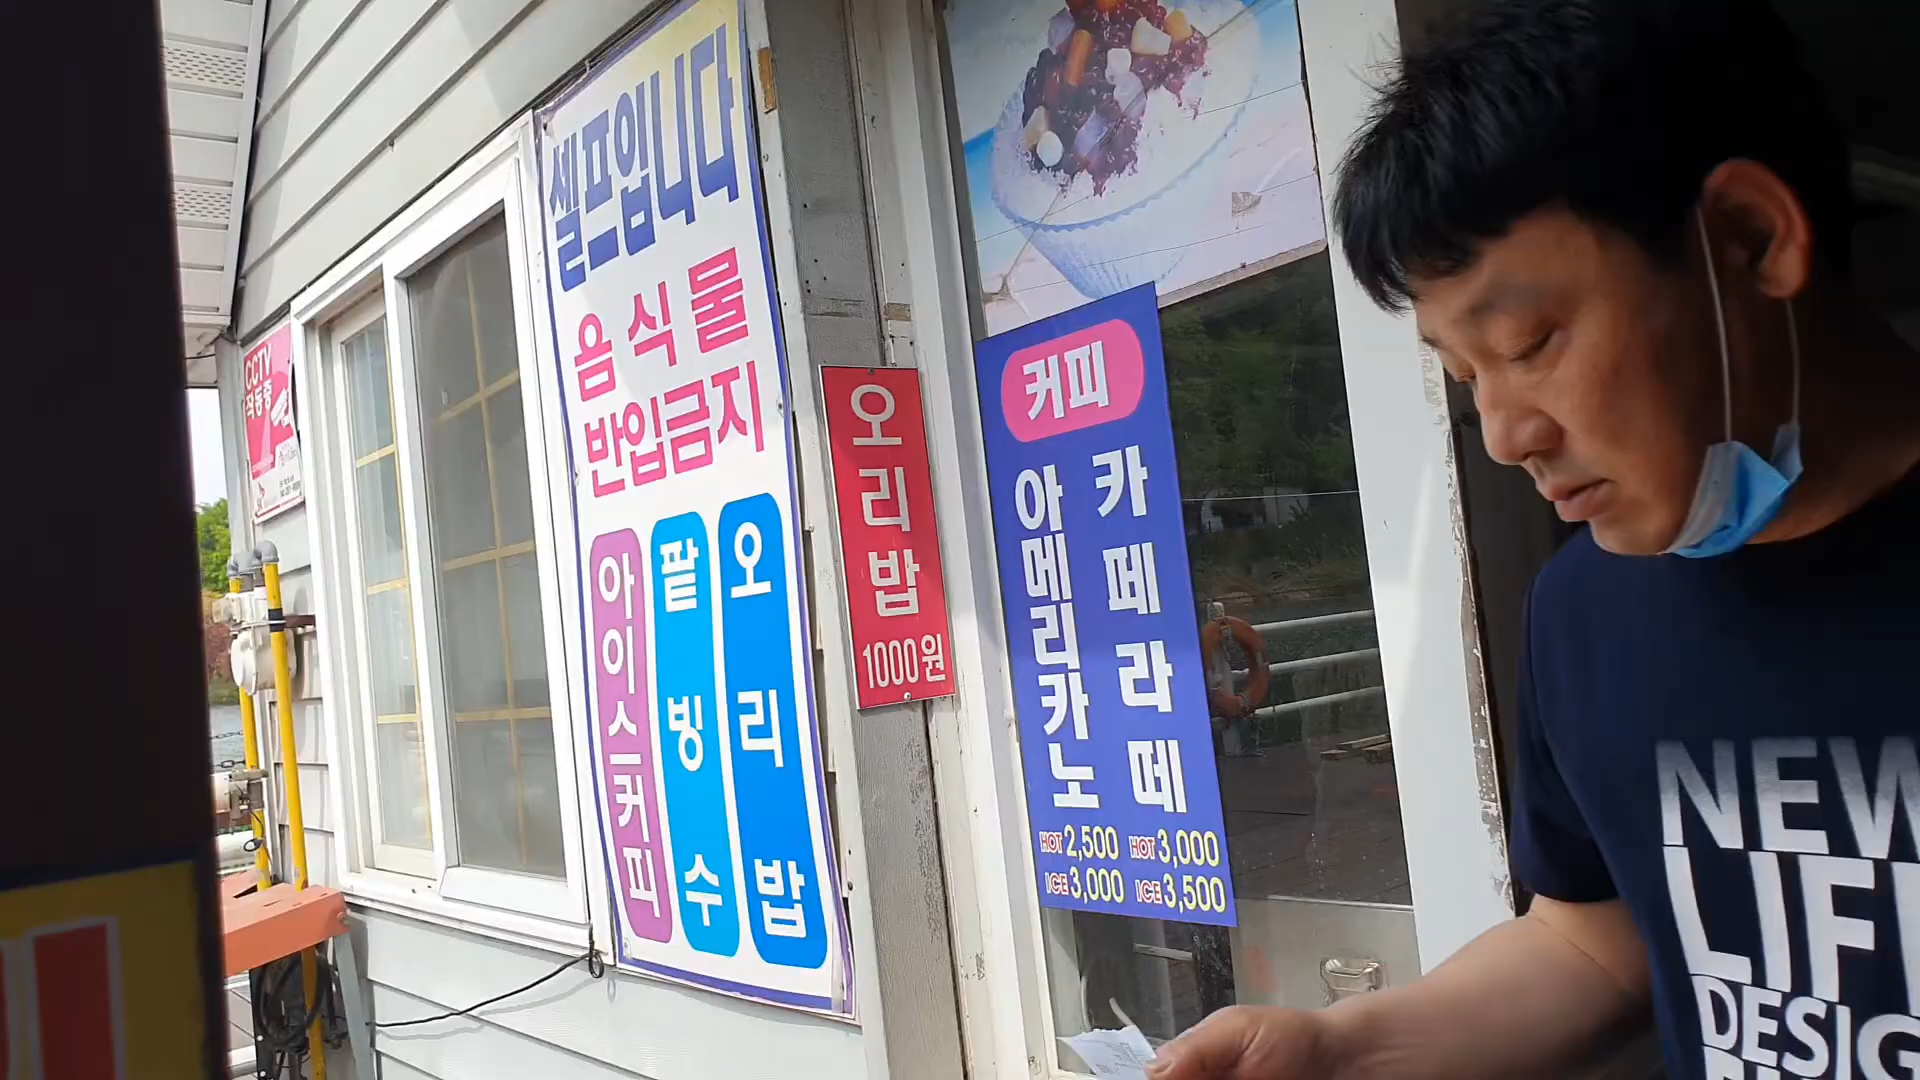 CCTV
작동중
셀프입니다
음식물
반입금지
아이스커피
팥빙수
오리밥
오리밥
1000원
커피
아메리카노
카페라떼
HOT 2,500
HOT 3,000
ICE 3,000
ICE 3,500
NEW
LIFE
DESIG